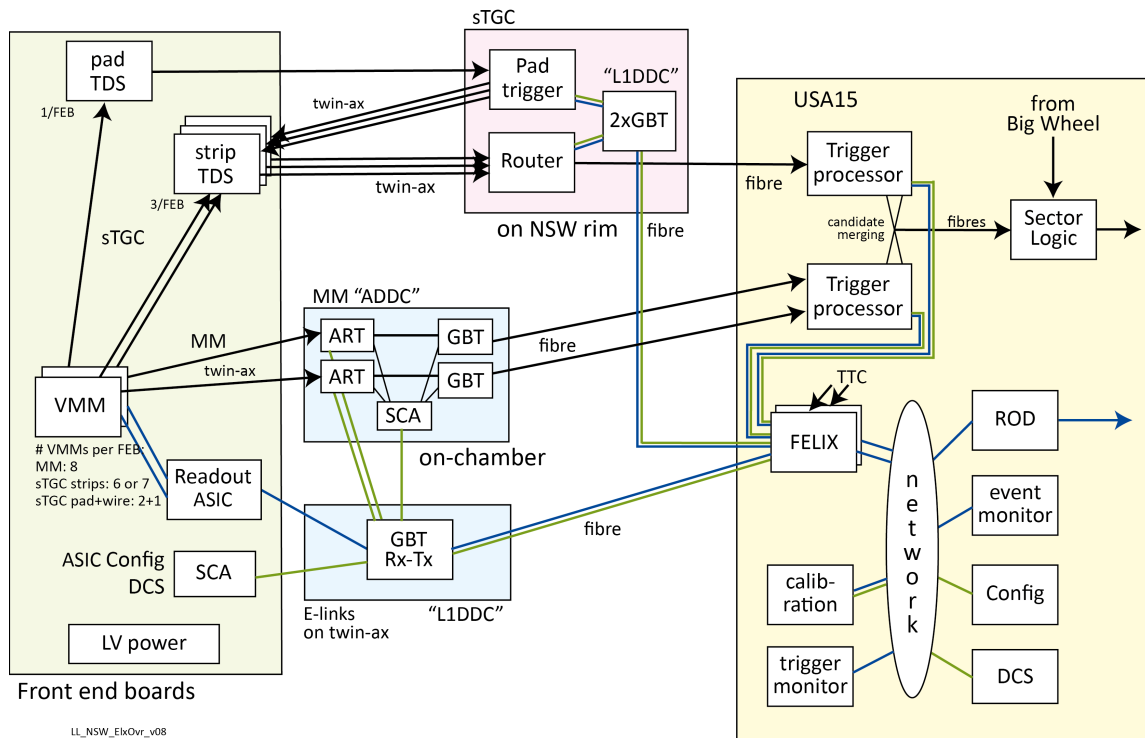 sTGC
pad
TDS
1/FEB
twin-ax
strip
TDS
3/FEB
sTGC
Pad
trigger
"L1DDC"
2xGBT
Router
twin-ax
on NSW rim
fibre
fibre
USA15
from
Big Wheel
Trigger
processor
candidate
merging
fibres
Sector
Logic
Trigger
processor
MM "ADDC"
MM
twin-ax
ART
GBT
ART
GBT
SCA
fibre
on-chamber
VMM
# VMMs per FEB:
MM: 8
sTGC strips: 6 or 7
sTGC pad+wire: 2+1
Readout
ASIC
ASIC Config
DCS
SCA
LV power
Front end boards
GBT
Rx-Tx
fibre
E-links
on twin-ax
"L1DDC"
TTC
FELIX
network
ROD
event
monitor
calib-
ration
Config
trigger
monitor
DCS
LL_NSW_ElxOvr_v08